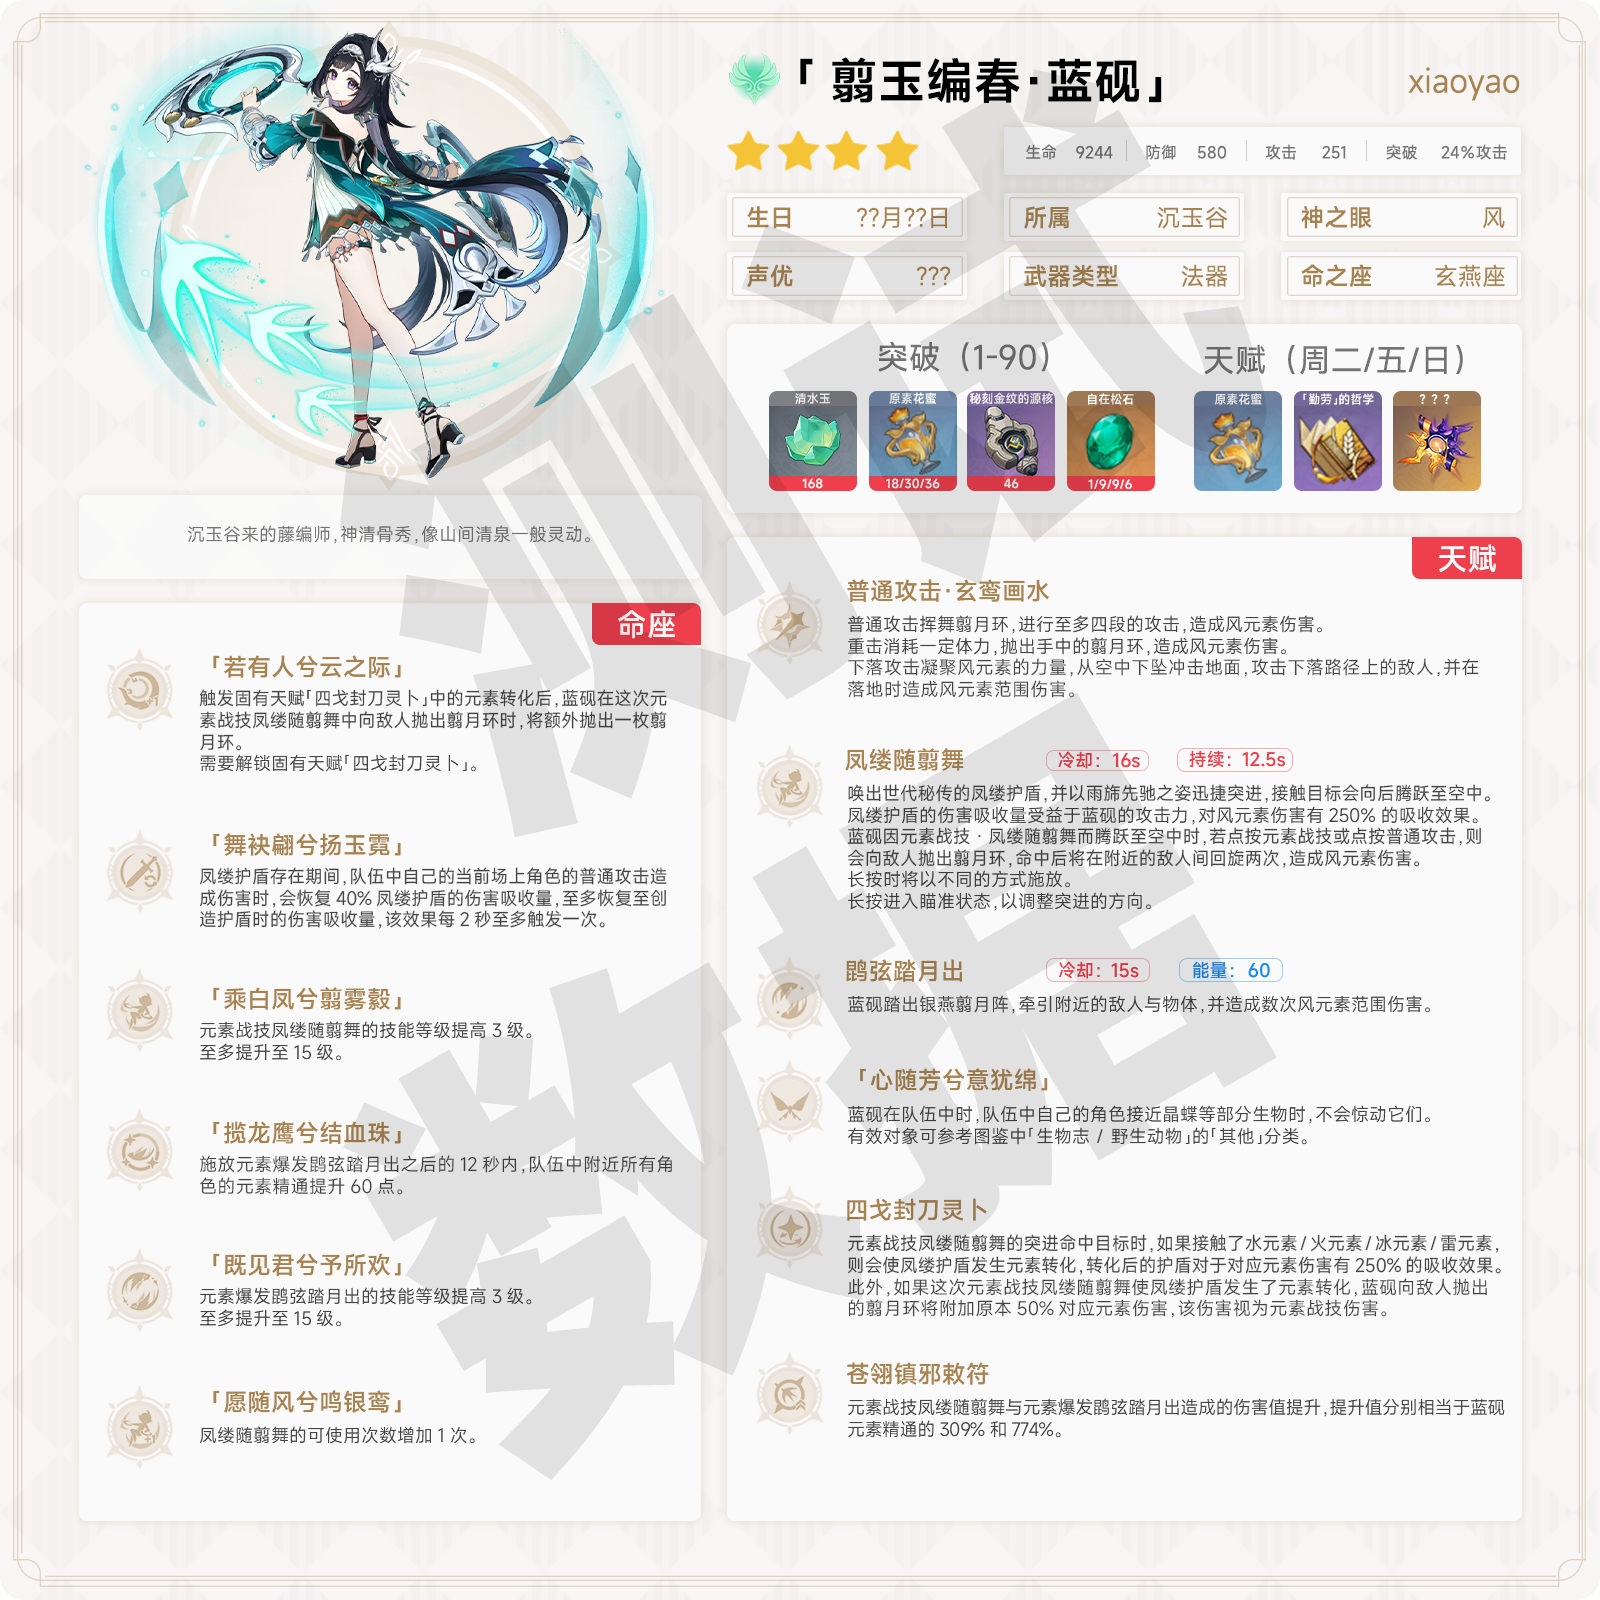 「翦玉编春·蓝砚」
xiaoyao
生命 9244 防御 580 攻击 251 突破 24%攻击
生日 ??月??日
所属 沉玉谷
神之眼 风
声优 ???
武器类型 法器
命之座 玄燕座
突破（1-90） 天赋（周二/五/日）
清水玉 原素花蜜 秘刻金纹的源核 自在松石 原素花蜜 「勤劳」的哲学 ？？？
168 18/30/36 46 1/9/9/6
沉玉谷来的藤编师,神清骨秀,像山间清泉一般灵动。
命座
「若有人兮云之际」
触发固有天赋「四戈封刀灵卜」中的元素转化后,蓝砚在这次元
素战技凤缕随翦舞中向敌人抛出翦月环时,将额外抛出一枚翦
月环。
需要解锁固有天赋「四戈封刀灵卜」。
「舞袂翩兮扬玉霓」
凤缕护盾存在期间,队伍中自己的当前场上角色的普通攻击造
成伤害时,会恢复 40% 凤缕护盾的伤害吸收量,至多恢复至创
造护盾时的伤害吸收量,该效果每 2 秒至多触发一次。
「乘白凤兮翦雾縠」
元素战技凤缕随翦舞的技能等级提高 3 级。
至多提升至 15 级。
「揽龙鹰兮结血珠」
施放元素爆发鹍弦踏月出之后的 12 秒内,队伍中附近所有角
色的元素精通提升 60 点。
「既见君兮予所欢」
元素爆发鹍弦踏月出的技能等级提高 3 级。
至多提升至 15 级。
「愿随风兮鸣银鸾」
凤缕随翦舞的可使用次数增加 1 次。
天赋
普通攻击·玄鸾画水
普通攻击挥舞翦月环,进行至多四段的攻击,造成风元素伤害。
重击消耗一定体力,抛出手中的翦月环,造成风元素伤害。
下落攻击凝聚风元素的力量,从空中下坠冲击地面,攻击下落路径上的敌人,并在
落地时造成风元素范围伤害。
凤缕随翦舞 冷却：16s 持续：12.5s
唤出世代秘传的凤缕护盾,并以雨旆先驰之姿迅捷突进,接触目标会向后腾跃至空中。
凤缕护盾的伤害吸收量受益于蓝砚的攻击力,对风元素伤害有 250% 的吸收效果。
蓝砚因元素战技 · 凤缕随翦舞而腾跃至空中时,若点按元素战技或点按普通攻击,则
会向敌人抛出翦月环,命中后将在附近的敌人间回旋两次,造成风元素伤害。
长按时将以不同的方式施放。
长按进入瞄准状态,以调整突进的方向。
鹍弦踏月出 冷却：15s 能量：60
蓝砚踏出银燕翦月阵,牵引附近的敌人与物体,并造成数次风元素范围伤害。
「心随芳兮意犹绵」
蓝砚在队伍中时,队伍中自己的角色接近晶蝶等部分生物时,不会惊动它们。
有效对象可参考图鉴中「生物志 / 野生动物」的「其他」分类。
四戈封刀灵卜
元素战技凤缕随翦舞的突进命中目标时,如果接触了水元素/火元素/冰元素/雷元素,
则会使凤缕护盾发生元素转化,转化后的护盾对于对应元素伤害有 250% 的吸收效果。
此外,如果这次元素战技凤缕随翦舞使凤缕护盾发生了元素转化,蓝砚向敌人抛出
的翦月环将附加原本 50% 对应元素伤害,该伤害视为元素战技伤害。
苍翎镇邪敕符
元素战技凤缕随翦舞与元素爆发鹍弦踏月出造成的伤害值提升,提升值分别相当于蓝砚
元素精通的 309% 和 774%。
测试
数据